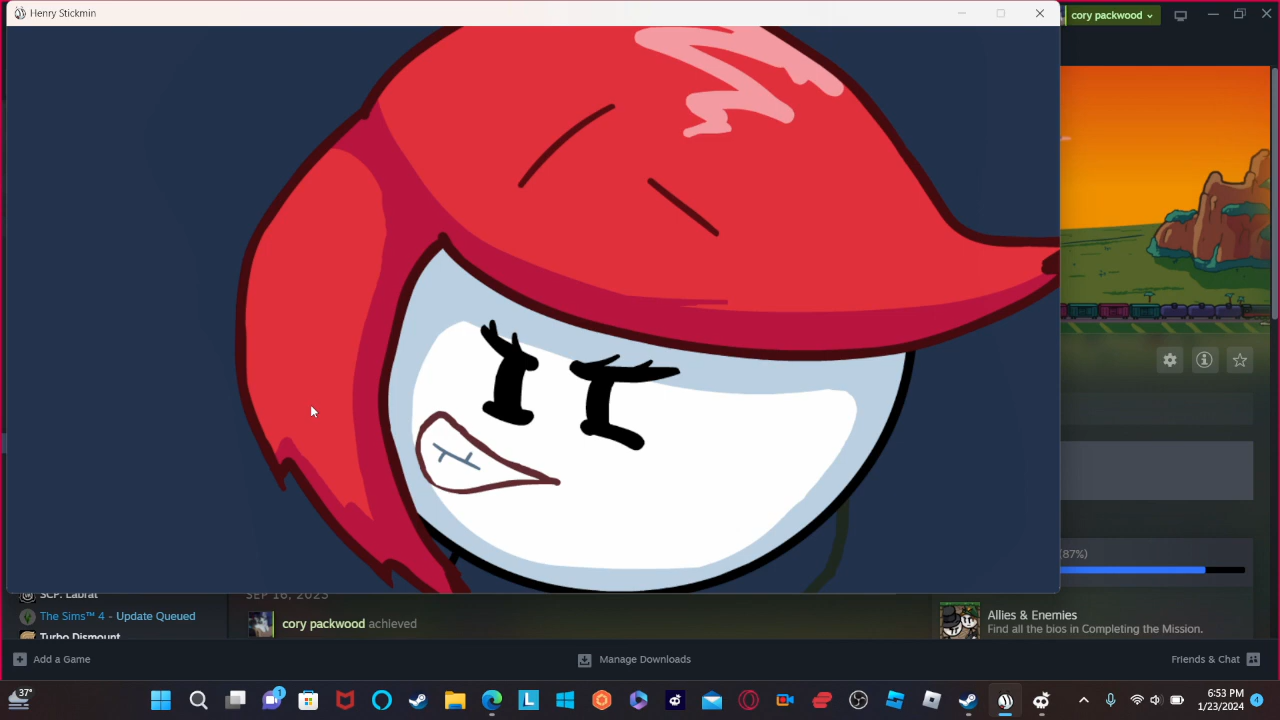 Henry Stickmin
cory packwood
(87%)
SCP: Labrat
SEP 16, 2023
The Sims™ 4 - Update Queued
Turbo Dismount
cory packwood achieved
Allies & Enemies
Find all the bios in Completing the Mission.
Add a Game
Manage Downloads
Friends & Chat
37°
1
L
6:53 PM
1/23/2024
4